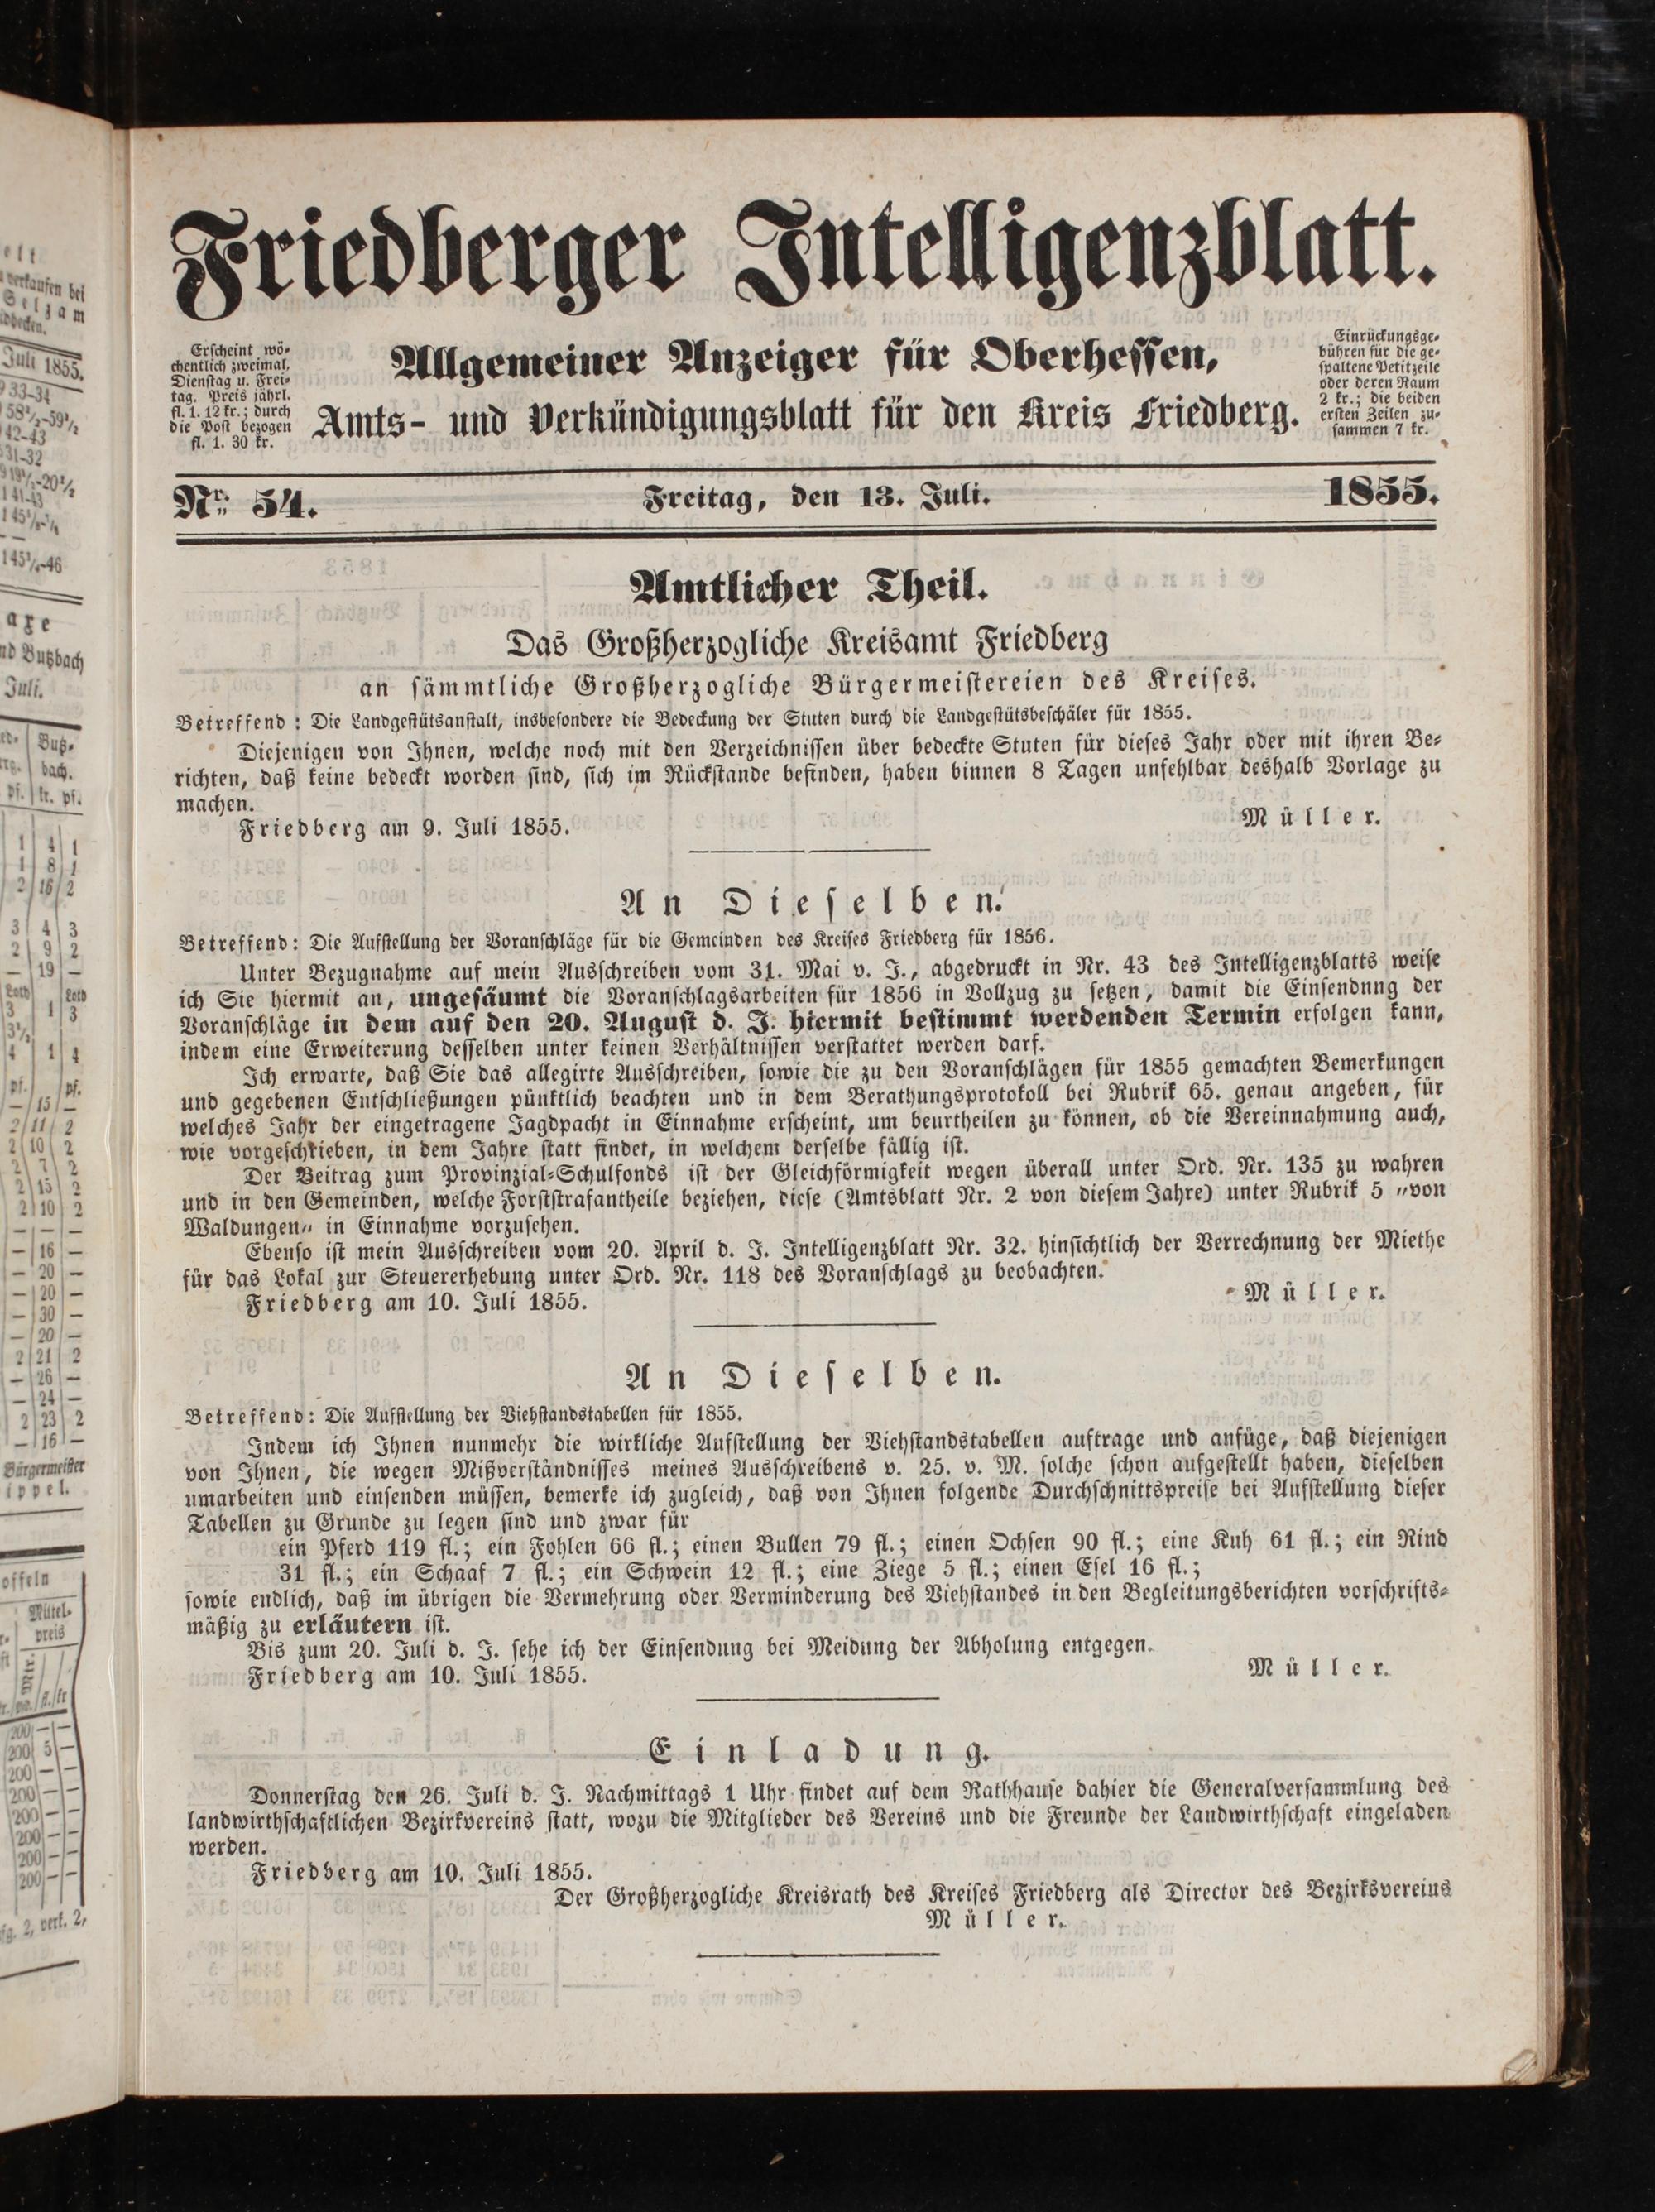 Friedberger Intelligenzblatt.
Erscheint wö-
chentlich zweimal,
Dienstag u. Frei-
tag. Preis jährl.
fl. 1. 12 kr.; durch
die Post bezogen
fl. 1. 30 kr.
Allgemeiner Anzeiger für Oberhessen,
Amts- und Verkündigungsblatt für den Kreis Friedberg.
Einrückungsge-
bühren für die ge-
spaltene Petitzeile
oder deren Raum
2 kr.; die beiden
ersten Zeilen zu-
sammen 7 kr.
Nr. 54.
Freitag, den 13. Juli.
1855.
Amtlicher Theil.
Das Großherzogliche Kreisamt Friedberg
an sämmtliche Großherzogliche Bürgermeistereien des Kreises.
Betreffend: Die Landgestütsanstalt, insbesondere die Bedeckung der Stuten durch die Landgestütsbeschäler für 1855.
Diejenigen von Ihnen, welche noch mit den Verzeichnissen über bedeckte Stuten für dieses Jahr oder mit ihren Be-
richten, daß keine bedeckt worden sind, sich im Rückstande befinden, haben binnen 8 Tagen unfehlbar deshalb Vorlage zu
machen.
Friedberg am 9. Juli 1855.
Müller.
An Dieselben.
Betreffend: Die Aufstellung der Voranschläge für die Gemeinden des Kreises Friedberg für 1856.
Unter Bezugnahme auf mein Ausschreiben vom 31. Mai v. J., abgedruckt in Nr. 43 des Intelligenzblatts weise
ich Sie hiermit an, ungesäumt die Voranschlagsarbeiten für 1856 in Vollzug zu setzen, damit die Einsendnng der
Voranschläge in dem auf den 20. August d. J. hiermit bestimmt werdenden Termin erfolgen kann,
indem eine Erweiterung desselben unter keinen Verhältnissen verstattet werden darf.
Ich erwarte, daß Sie das allegirte Ausschreiben, sowie die zu den Voranschlägen für 1855 gemachten Bemerkungen
und gegebenen Entschließungen pünktlich beachten und in dem Berathungsprotokoll bei Rubrik 65. genau angeben, für
welches Jahr der eingetragene Jagdpacht in Einnahme erscheint, um beurtheilen zu können, ob die Vereinnahmung auch,
wie vorgeschrieben, in dem Jahre statt findet, in welchem derselbe fällig ist.
Der Beitrag zum Provinzial-Schulfonds ist der Gleichförmigkeit wegen überall unter Ord. Nr. 135 zu wahren
und in den Gemeinden, welche Forststrafantheile beziehen, diese (Amtsblatt Nr. 2 von diesem Jahre) unter Rubrik 5 „von
Waldungen„ in Einnahme vorzusehen.
Ebenso ist mein Ausschreiben vom 20. April d. J. Intelligenzblatt Nr. 32. hinsichtlich der Verrechnung der Miethe
für das Lokal zur Steuererhebung unter Ord. Nr. 118 des Voranschlags zu beobachten.
Friedberg am 10. Juli 1855.
Müller.
An Dieselben.
Betreffend: Die Aufstellung der Viehstandstabellen für 1855.
Indem ich Ihnen nunmehr die wirkliche Aufstellung der Viehstandstabellen auftrage und anfüge, daß diejenigen
von Ihnen, die wegen Mißverständnisses meines Ausschreibens v. 25. v. M. solche schon aufgestellt haben, dieselben
umarbeiten und einsenden müssen, bemerke ich zugleich, daß von Ihnen folgende Durchschnittspreise bei Aufstellung dieser
Tabellen zu Grunde zu legen sind und zwar für
ein Pferd 119 fl.; ein Fohlen 66 fl.; einen Bullen 79 fl.; einen Ochsen 90 fl.; eine Kuh 61 fl.; ein Rind
31 fl.; ein Schaaf 7 fl.; ein Schwein 12 fl.; eine Ziege 5 fl.; einen Esel 16 fl.;
sowie endlich, daß im übrigen die Vermehrung oder Verminderung des Viehstandes in den Begleitungsberichten vorschrifts-
mäßig zu erläutern ist.
Bis zum 20. Juli d. J. sehe ich der Einsendung bei Meidung der Abholung entgegen.
Friedberg am 10. Juli 1855.
Müller.
Einladung.
Donnerstag den 26. Juli d. J. Nachmittags 1 Uhr findet auf dem Rathhause dahier die Generalversammlung des
landwirthschaftlichen Bezirkvereins statt, wozu die Mitglieder des Vereins und die Freunde der Landwirthschaft eingeladen
werden.
Friedberg am 10. Juli 1855.
Der Großherzogliche Kreisrath des Kreises Friedberg als Director des Bezirksvereins
Müller.